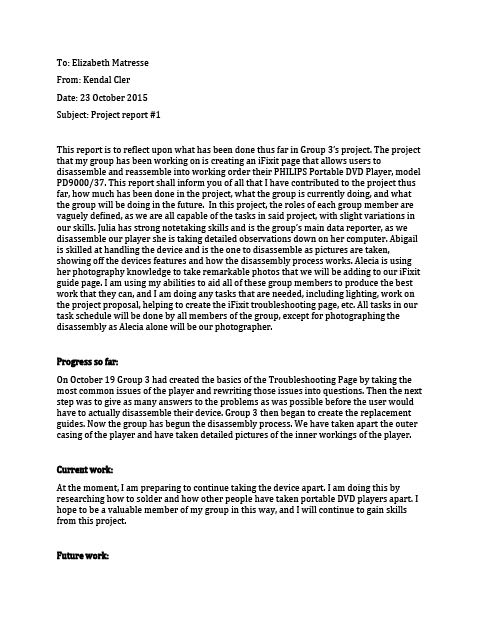 To: Elizabeth Matresse
From: Kendal Cler
Date: 23 October 2015
Subject: Project report #1
This report is to reflect upon what has been done thus far in Group 3's project. The project
that my group has been working on is creating an iFixit page that allows users to
disassemble and reassemble into working order their PHILIPS Portable DVD Player, model
PD9000/37. This report shall inform you of all that I have contributed to the project thus
far, how much has been done in the project, what the group is currently doing, and what
the group will be doing in the future.  In this project, the roles of each group member are
vaguely defined, as we are all capable of the tasks in said project, with slight variations in
our skills. Julia has strong notetaking skills and is the group's main data reporter, as we
disassemble our player she is taking detailed observations down on her computer. Abigail
is skilled at handling the device and is the one to disassemble as pictures are taken,
showing off the devices features and how the disassembly process works. Alecia is using
her photography knowledge to take remarkable photos that we will be adding to our iFixit
guide page. I am using my abilities to aid all of these group members to produce the best
work that they can, and I am doing any tasks that are needed, including lighting, work on
the project proposal, helping to create the iFixit troubleshooting page, etc. All tasks in our
task schedule will be done by all members of the group, except for photographing the
disassembly as Alecia alone will be our photographer.
Progress so far:
On October 19 Group 3 had created the basics of the Troubleshooting Page by taking the
most common issues of the player and rewriting those issues into questions. Then the next
step was to give as many answers to the problems as was possible before the user would
have to actually disassemble their device. Group 3 then began to create the replacement
guides. Now the group has begun the disassembly process. We have taken apart the outer
casing of the player and have taken detailed pictures of the inner workings of the player.
Current work:
At the moment, I am preparing to continue taking the device apart. I am doing this by
researching how to solder and how other people have taken portable DVD players apart. I
hope to be a valuable member of my group in this way, and I will continue to gain skills
from this project.
Future work: